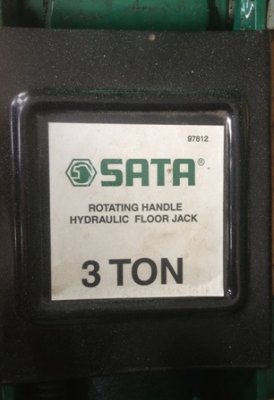 97812
SATA®
ROTATING HANDLE
HYDRAULIC FLOOR JACK
3 TON